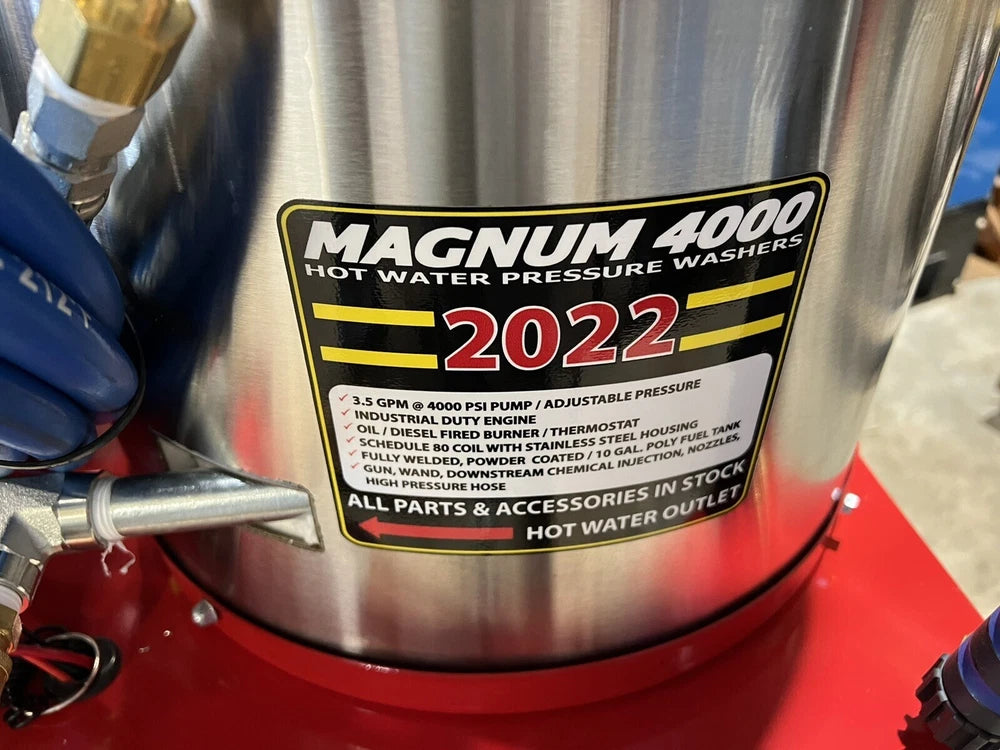 MAGNUM 4000
HOT WATER PRESSURE WASHERS
2022
✓ 3.5 GPM @ 4000 PSI PUMP / ADJUSTABLE PRESSURE
✓ INDUSTRIAL DUTY ENGINE
✓ OIL / DIESEL FIRED BURNER / THERMOSTAT
✓ SCHEDULE 80 COIL WITH STAINLESS STEEL HOUSING
✓ FULLY WELDED, POWDER COATED / 10 GAL. POLY FUEL TANK
✓ GUN, WAND, DOWNSTREAM CHEMICAL INJECTION, NOZZLES,
HIGH PRESSURE HOSE
ALL PARTS & ACCESSORIES IN STOCK
HOT WATER OUTLET